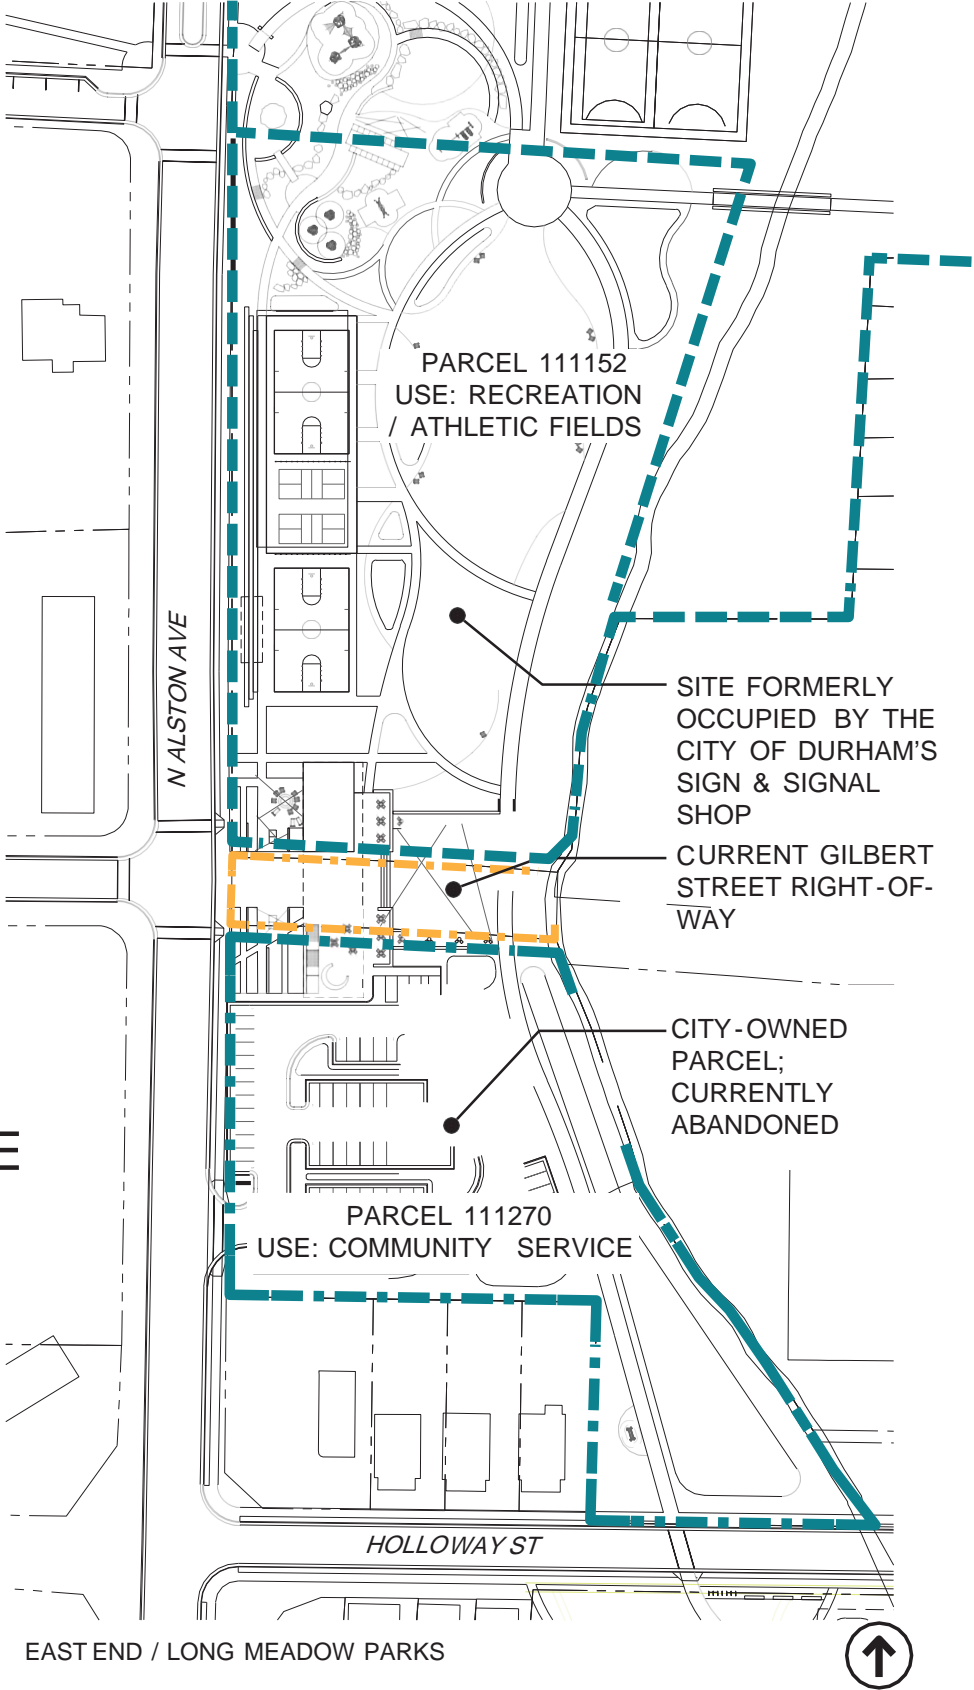 PARCEL 111152
USE: RECREATION
/ ATHLETIC FIELDS
N ALSTON AVE
SITE FORMERLY
OCCUPIED BY THE
CITY OF DURHAM'S
SIGN & SIGNAL
SHOP
CURRENT GILBERT
STREET RIGHT-OF-
WAY
CITY-OWNED
PARCEL;
CURRENTLY
ABANDONED
PARCEL 111270
USE: COMMUNITY SERVICE
HOLLOWAY ST
EAST END / LONG MEADOW PARKS